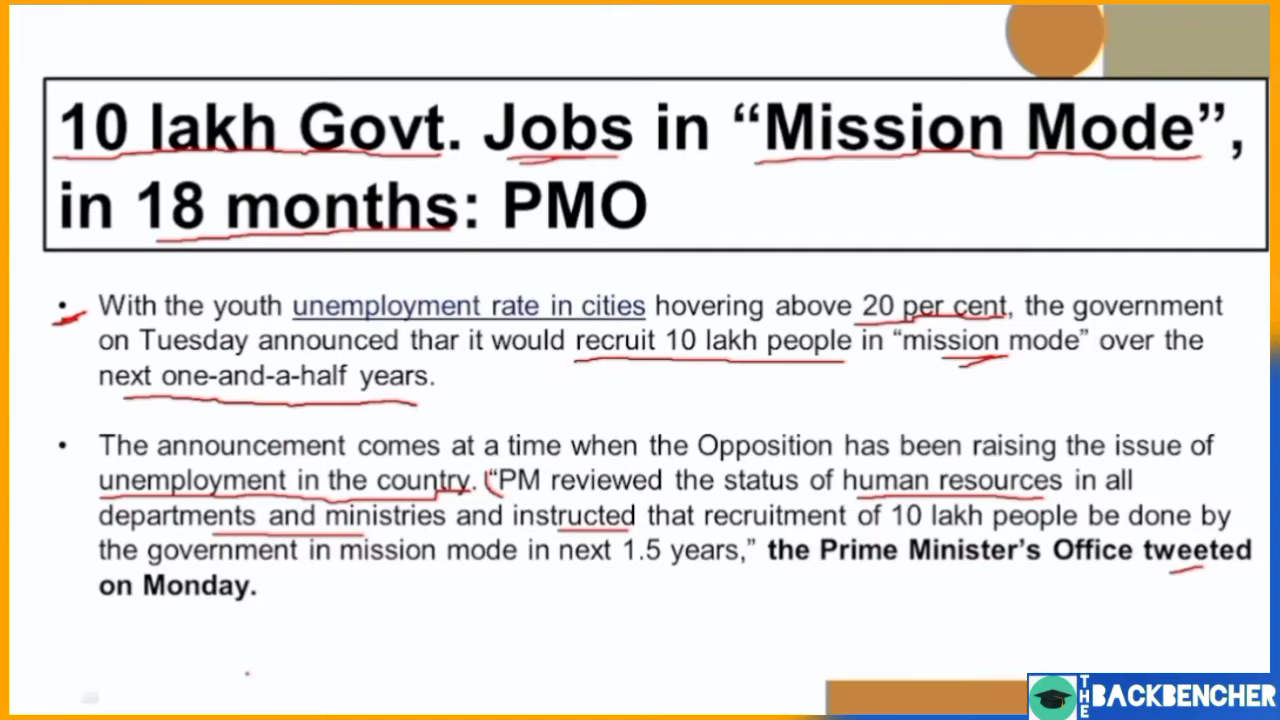 10 lakh Govt. Jobs in “Mission Mode”,
in 18 months: PMO
• With the youth unemployment rate in cities hovering above 20 per cent, the government
on Tuesday announced thar it would recruit 10 lakh people in “mission mode” over the
next one-and-a-half years.
• The announcement comes at a time when the Opposition has been raising the issue of
unemployment in the country. “PM reviewed the status of human resources in all
departments and ministries and instructed that recruitment of 10 lakh people be done by
the government in mission mode in next 1.5 years,” the Prime Minister’s Office tweeted
on Monday.
THE BACKBENCHER